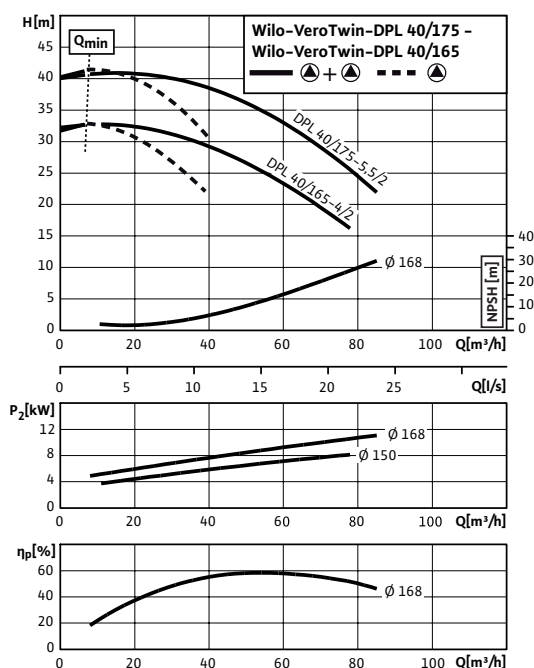 H[m]
Wilo-VeroTwin-DPL 40/175 -
Wilo-VeroTwin-DPL 40/165
+
Qmin
45
40
35
30
25
20
15
10
5
0
DPL 40/175-5,5/2
DPL 40/165-4/2
Ø 168
40
30
20
10
0
NPSH [m]
0 20 40 60 80 100 Q[m³/h]
0 5 10 15 20 25 Q[l/s]
P₂[kW]
12
8
4
0
Ø 168
Ø 150
0 20 40 60 80 100 Q[m³/h]
ηp[%]
60
40
20
0
Ø 168
0 20 40 60 80 100 Q[m³/h]